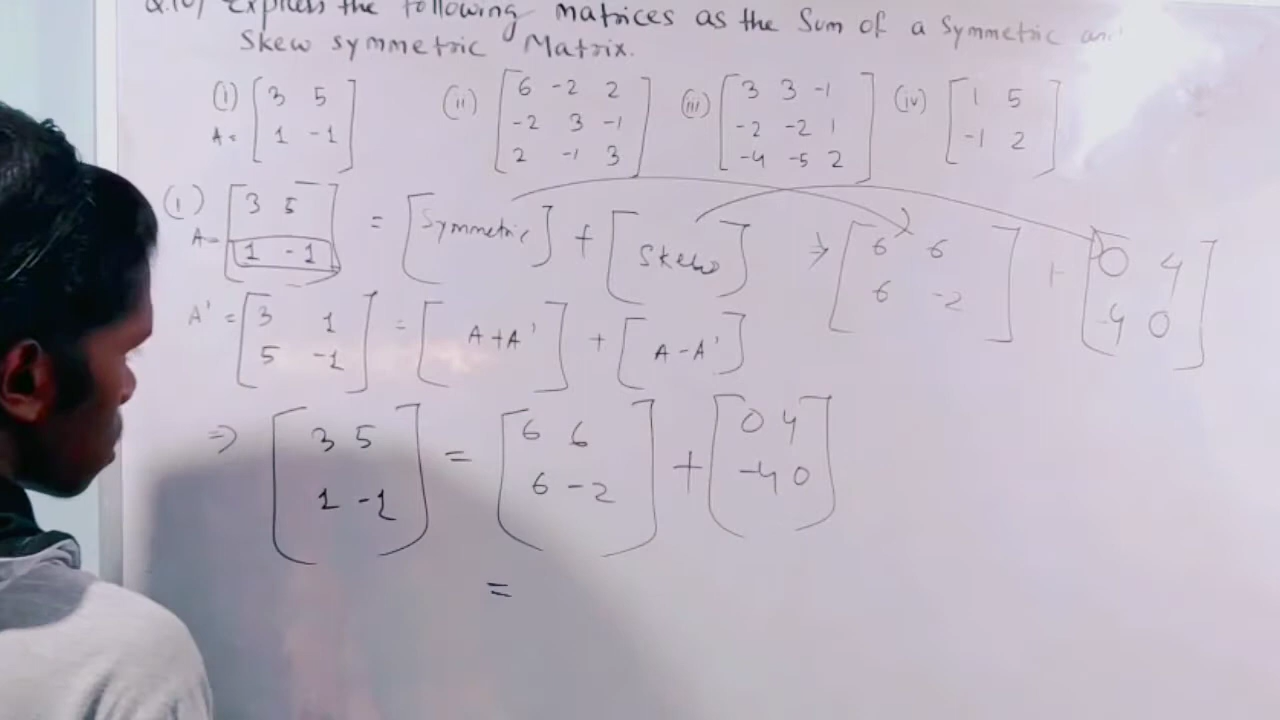 Q.10) Express the following matrices as the Sum of a Symmetric and
Skew symmetric Matrix.
(i) A = [3 5; 1 -1] (ii) [6 -2 2; -2 3 -1; 2 -1 3] (iii) [3 3 -1; -2 -2 1; -4 -5 2] (iv) [1 5; -1 2]
(i) A = [3 5; 1 -1] = [Symmetric] + [Skew] ⇒ [6 6; 6 -2] + [0 4; -4 0]
A' = [3 1; 5 -1] = [A+A'] + [A-A']
⇒ [3 5; 1 -1] = [6 6; 6 -2] + [0 4; -4 0]
=